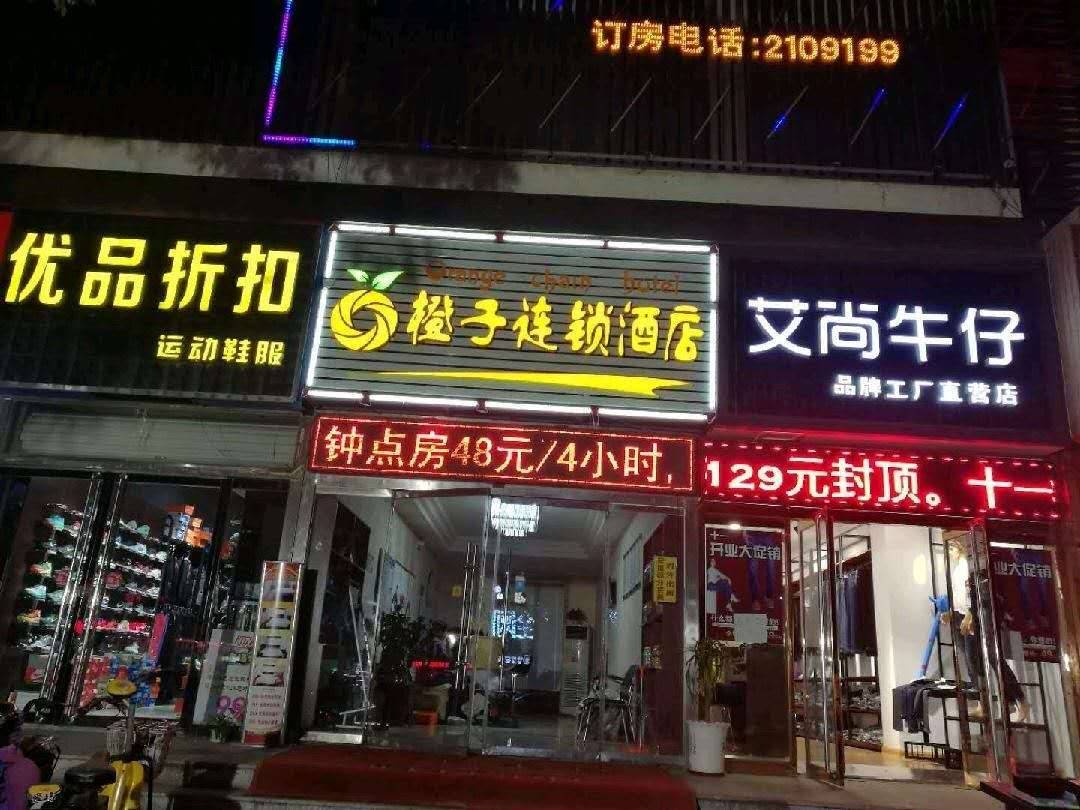 订房电话:2109199
优品折扣
运动鞋服
Orange chain hotel
橙子连锁酒店
艾尚牛仔
品牌工厂直营店
钟点房48元/4小时,
129元封顶。十一
十一
开业大促销
业大促销